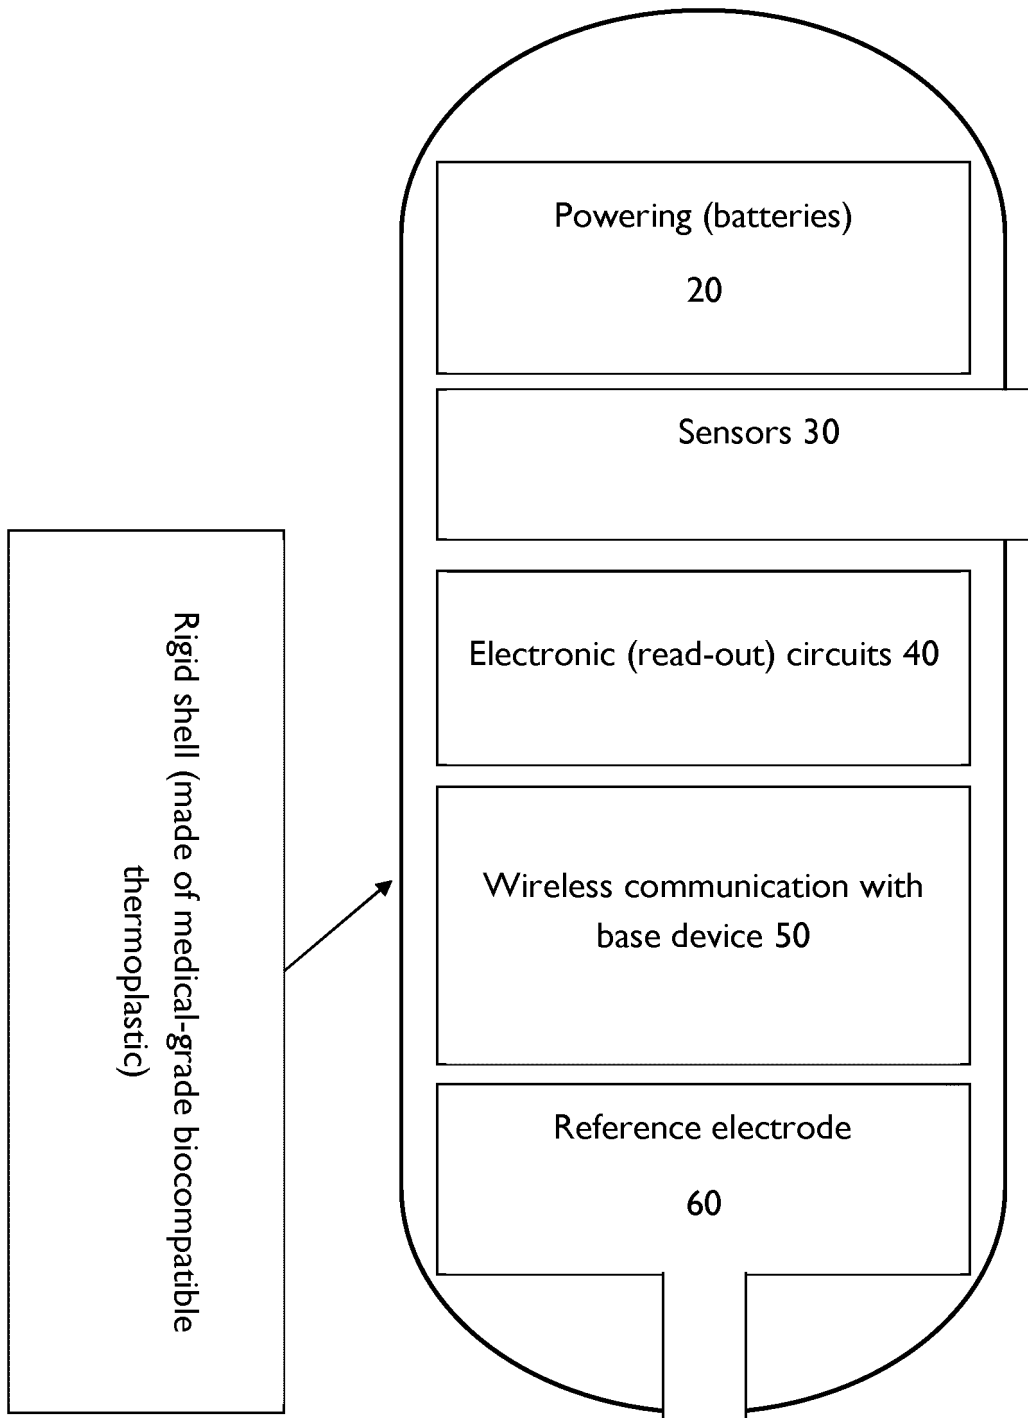 Powering (batteries)
20
Sensors 30
Electronic (read-out) circuits 40
Wireless communication with
base device 50
Reference electrode
60
Rigid shell (made of medical-grade biocompatible
thermoplastic)